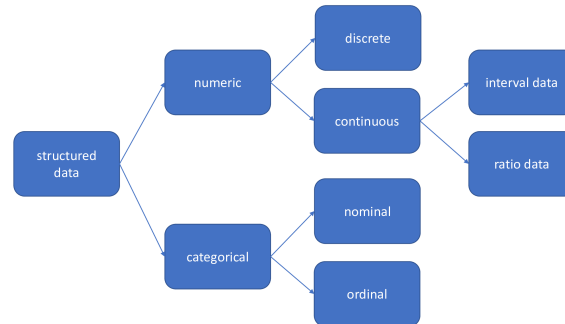 discrete
numeric
interval data
continuous
structured
data
ratio data
nominal
categorical
ordinal